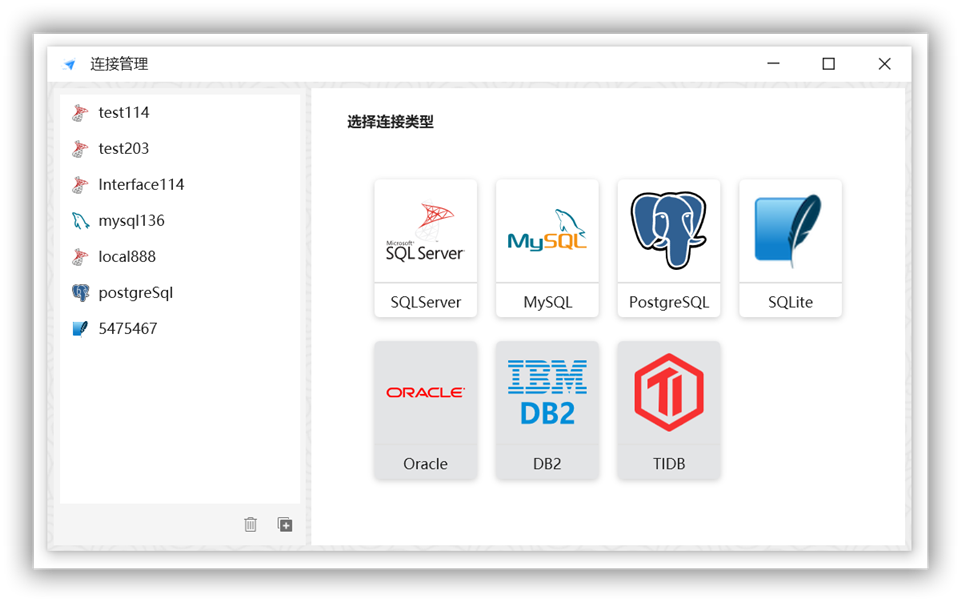 连接管理
test114
test203
Interface114
mysql136
local888
postgreSql
5475467
选择连接类型
Microsoft
SQL Server
SQLServer
MySQL
MySQL
PostgreSQL
SQLite
ORACLE
Oracle
IBM
DB2
DB2
TIDB